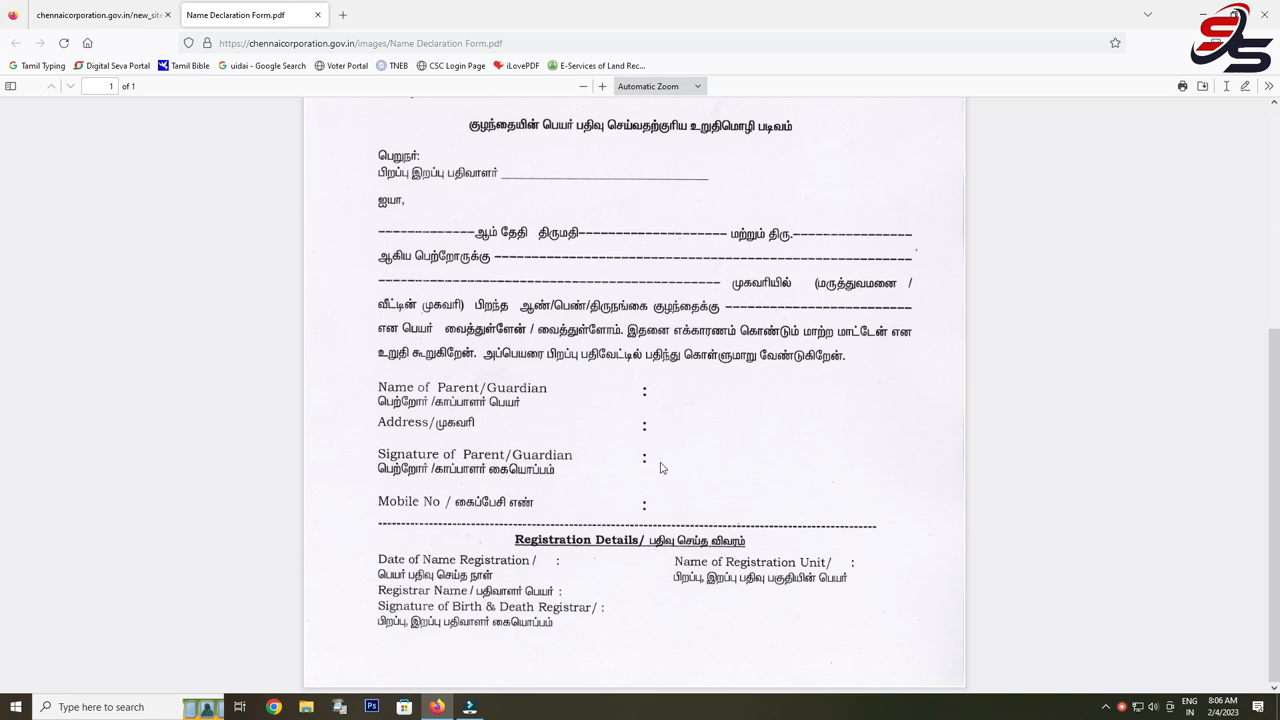 chennaicorporation.gov.in/new_site
Name Declaration Form.pdf
https://chennaicorporation.gov.in/images/Name Declaration Form.pdf
Tamil Typing
Digital Seva Portal
Tamil Bible
uidai - Google Search
Voter Portal
TNEB
CSC Login Page
iLovePDF
E-Services of Land Rec...
1 of 1
Automatic Zoom
குழந்தையின் பெயர் பதிவு செய்வதற்குரிய உறுதிமொழி படிவம்
பெறுநர்:
பிறப்பு இறப்பு பதிவாளர் ____________________
ஐயா,
-------------ஆம் தேதி திருமதி-------------------- மற்றும் திரு.----------------
ஆகிய பெற்றோருக்கு ---------------------------------------------------------
---------------------------------------------- முகவரியில் (மருத்துவமனை /
வீட்டின் முகவரி) பிறந்த ஆண்/பெண்/திருநங்கை குழந்தைக்கு -------------------------
என பெயர் வைத்துள்ளேன் / வைத்துள்ளோம். இதனை எக்காரணம் கொண்டும் மாற்ற மாட்டேன் என
உறுதி கூறுகிறேன். அப்பெயரை பிறப்பு பதிவேட்டில் பதிந்து கொள்ளுமாறு வேண்டுகிறேன்.
Name of Parent/Guardian :
பெற்றோர் /காப்பாளர் பெயர்
Address/முகவரி :
Signature of Parent/Guardian :
பெற்றோர் /காப்பாளர் கையொப்பம்
Mobile No / கைப்பேசி எண் :
Registration Details/ பதிவு செய்த விவரம்
Date of Name Registration / : Name of Registration Unit/ :
பெயர் பதிவு செய்த நாள் பிறப்பு, இறப்பு பதிவு பகுதியின் பெயர்
Registrar Name / பதிவாளர் பெயர் :
Signature of Birth & Death Registrar/ :
பிறப்பு, இறப்பு பதிவாளர் கையொப்பம்
Type here to search
ENG 8:06 AM
IN 2/4/2023